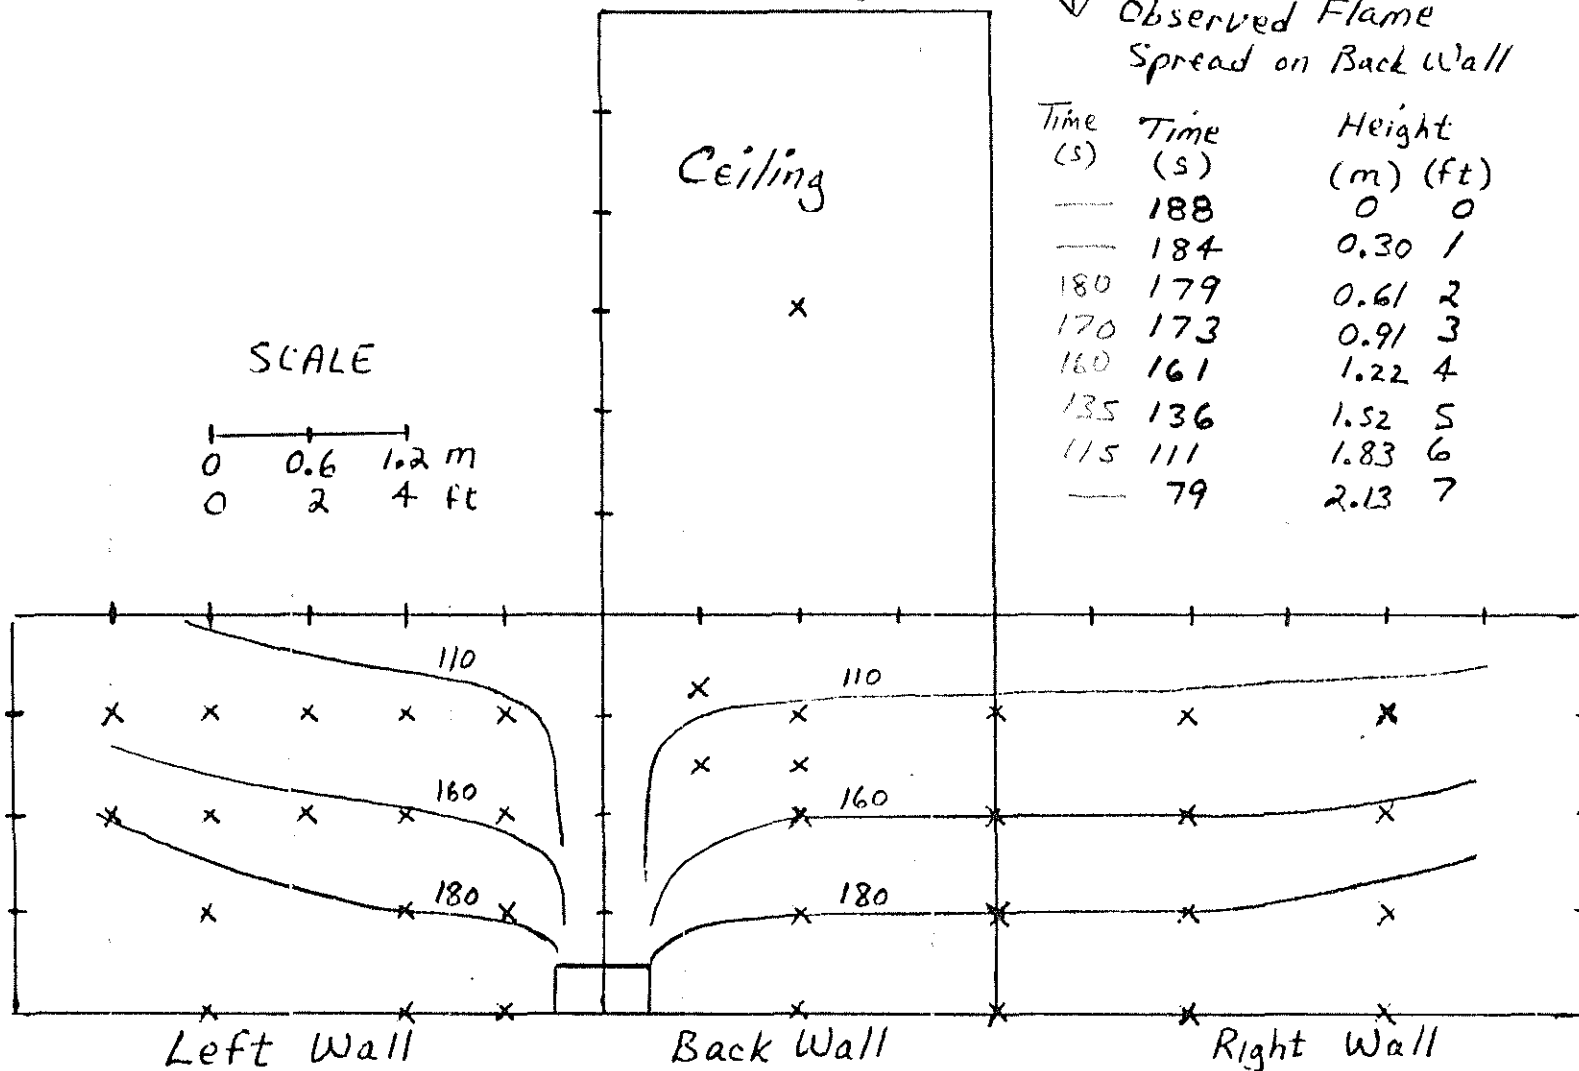 Observed Flame
Spread on Back Wall
Time Time Height
(s) (s) (m) (ft)
— 188 0 0
— 184 0.30 1
180 179 0.61 2
170 173 0.91 3
160 161 1.22 4
135 136 1.52 5
115 111 1.83 6
— 79 2.13 7
Ceiling
SCALE
0 0.6 1.2 m
0 2 4 ft
110 110
160 160
180 180
Left Wall Back Wall Right Wall